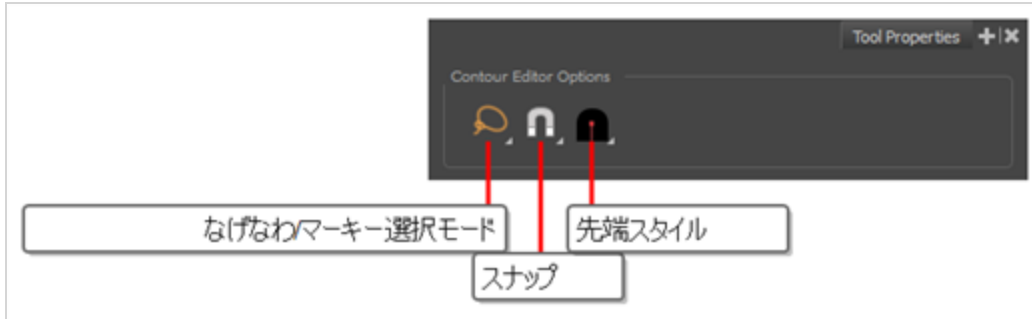 Tool Properties
Contour Editor Options
なげなわ/マーキー選択モード
先端スタイル
スナップ